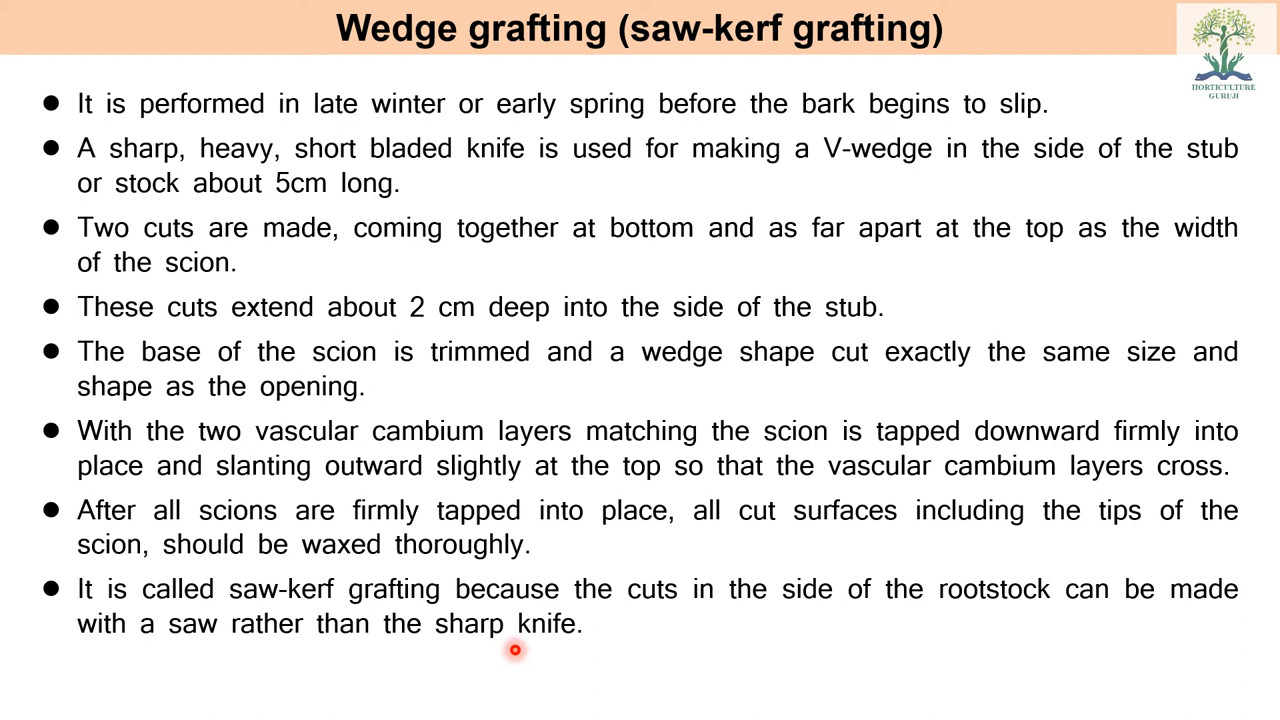 Wedge grafting (saw-kerf grafting)
HORTICULTURE
GURUJI
● It is performed in late winter or early spring before the bark begins to slip.
● A sharp, heavy, short bladed knife is used for making a V-wedge in the side of the stub
or stock about 5cm long.
● Two cuts are made, coming together at bottom and as far apart at the top as the width
of the scion.
● These cuts extend about 2 cm deep into the side of the stub.
● The base of the scion is trimmed and a wedge shape cut exactly the same size and
shape as the opening.
● With the two vascular cambium layers matching the scion is tapped downward firmly into
place and slanting outward slightly at the top so that the vascular cambium layers cross.
● After all scions are firmly tapped into place, all cut surfaces including the tips of the
scion, should be waxed thoroughly.
● It is called saw-kerf grafting because the cuts in the side of the rootstock can be made
with a saw rather than the sharp knife.